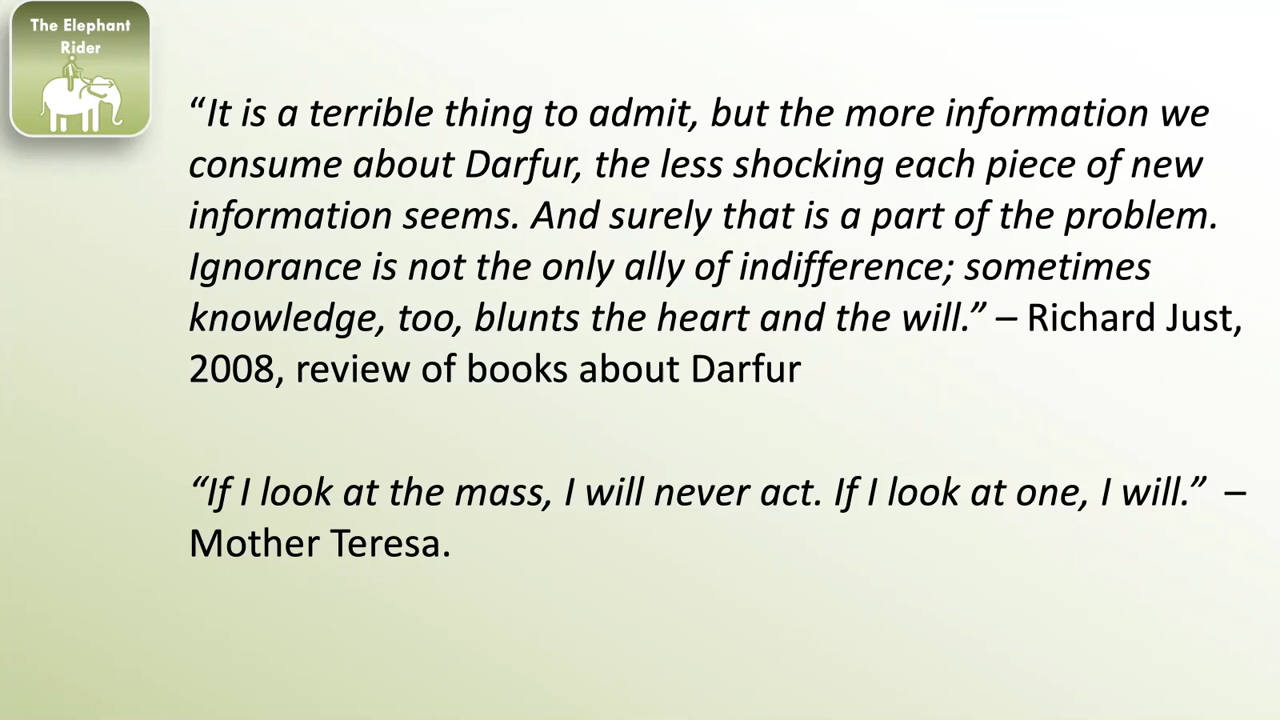 The Elephant
Rider
“It is a terrible thing to admit, but the more information we
consume about Darfur, the less shocking each piece of new
information seems. And surely that is a part of the problem.
Ignorance is not the only ally of indifference; sometimes
knowledge, too, blunts the heart and the will.” – Richard Just,
2008, review of books about Darfur
“If I look at the mass, I will never act. If I look at one, I will.” –
Mother Teresa.